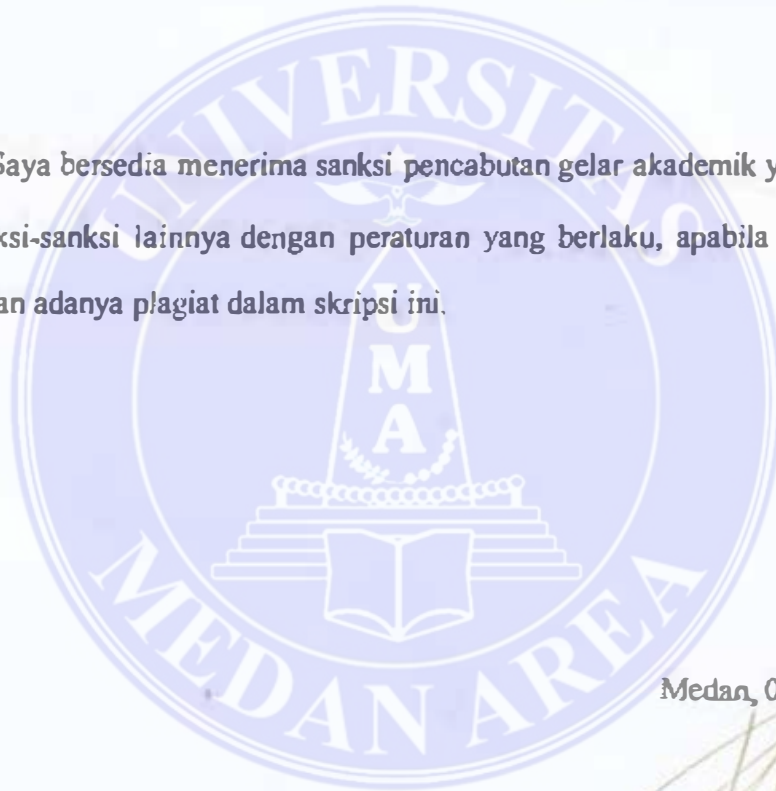 UNIVERSITAS
Saya bersedia menerima sanksi pencabutan gelar akademik y
ksi-sanksi lainnya dengan peraturan yang berlaku, apabila
an adanya plagiat dalam skripsi ini.
U
M
A
MEDAN AREA
Medan, 0